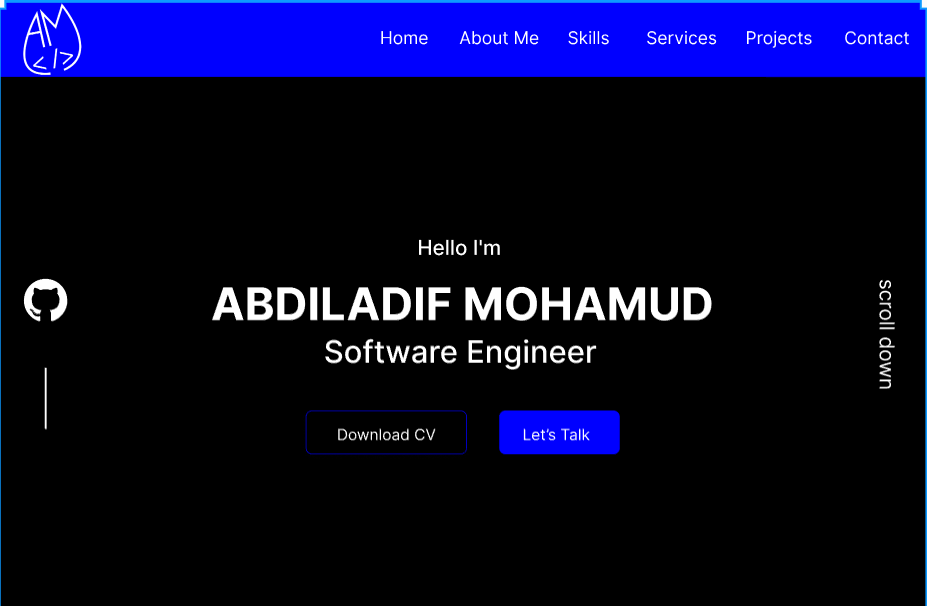 AM
</>
Home About Me Skills Services Projects Contact
Hello I'm
ABDILADIF MOHAMUD
Software Engineer
scroll down
Download CV Let's Talk